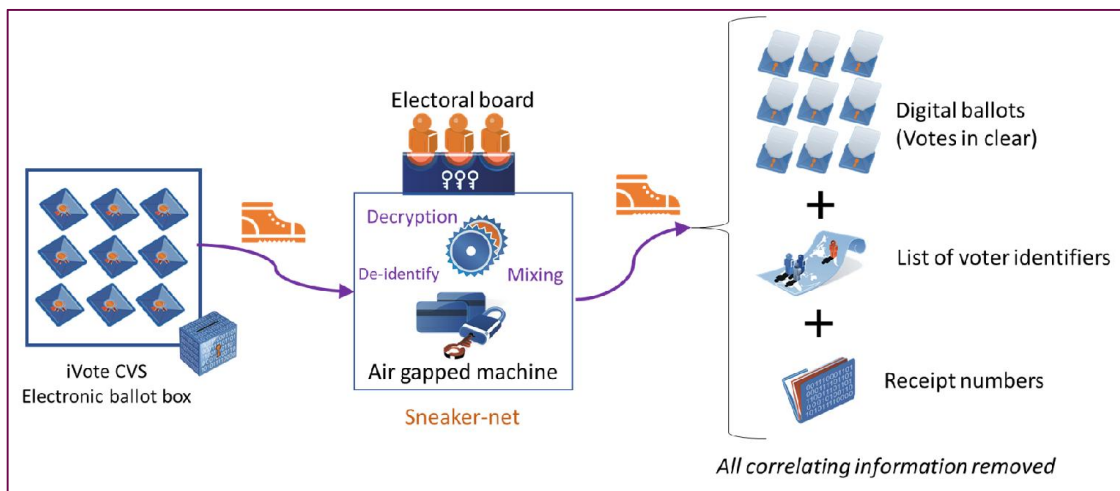 iVote CVS
Electronic ballot box
Electoral board
Decryption
De-identify
Mixing
Air gapped machine
Sneaker-net
Digital ballots
(Votes in clear)
+
List of voter identifiers
+
Receipt numbers
All correlating information removed